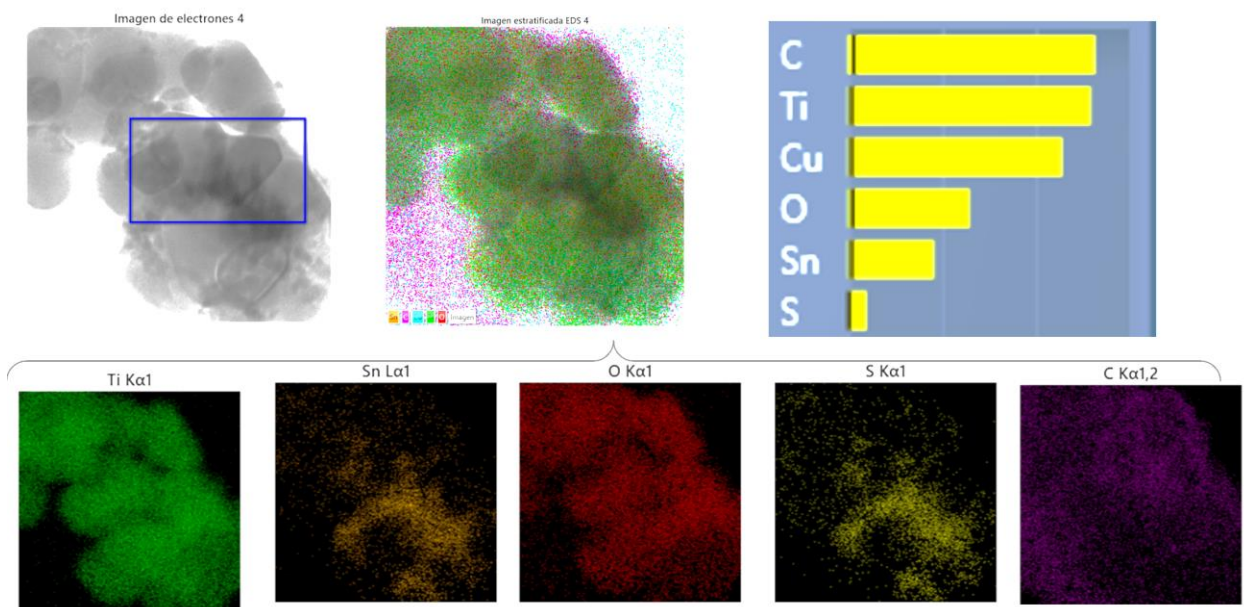 Imagen de electrones 4
Imagen estratificada EDS 4
Imagen
C
Ti
Cu
O
Sn
S
Ti Kα1
Sn Lα1
O Kα1
S Kα1
C Kα1,2